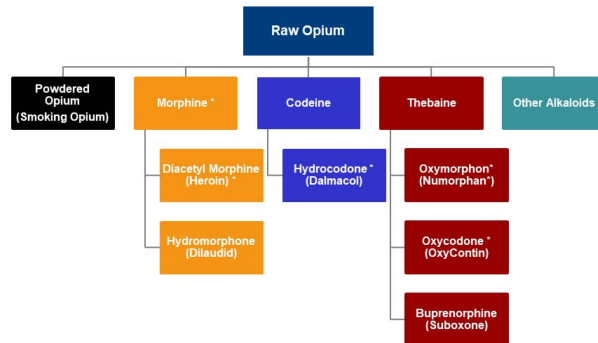 Raw Opium
Powdered
Opium
(Smoking Opium)
Morphine *
Codeine
Thebaine
Other Alkaloids
Diacetyl Morphine
(Heroin) *
Hydrocodone *
(Dalmacol)
Oxymorphon*
(Numorphan*)
Hydromorphone
(Dilaudid)
Oxycodone *
(OxyContin)
Buprenorphine
(Suboxone)